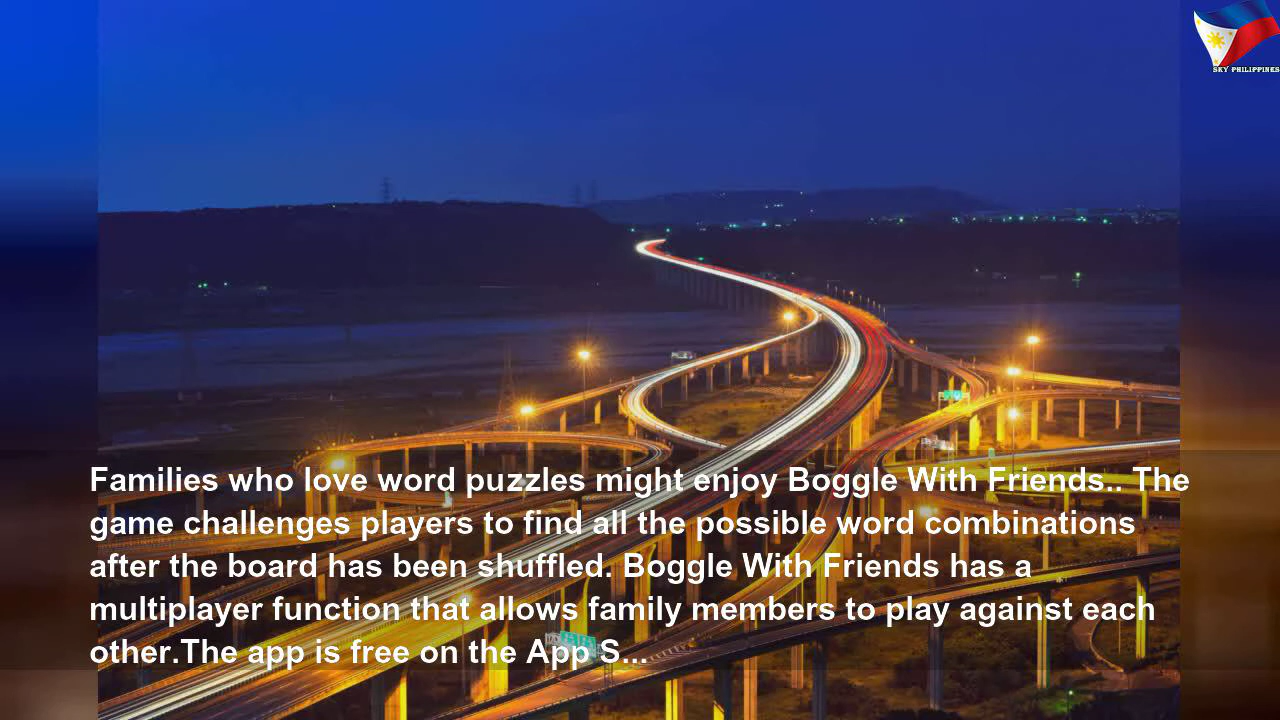 SKY PHILIPPINES
Families who love word puzzles might enjoy Boggle With Friends.. The
game challenges players to find all the possible word combinations
after the board has been shuffled. Boggle With Friends has a
multiplayer function that allows family members to play against each
other.The app is free on the App S...